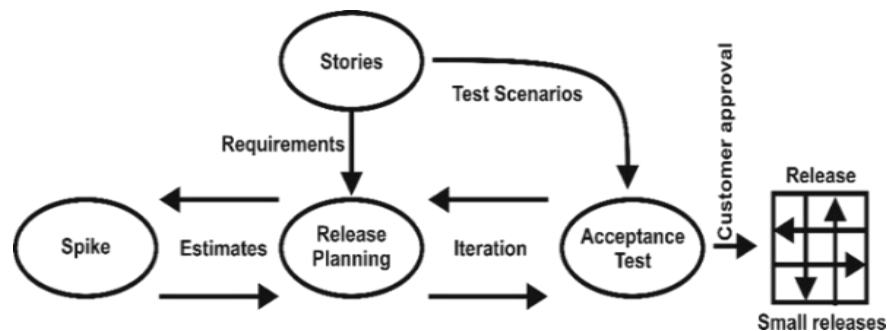 Stories
Test Scenarios
Customer approval
Requirements
Release
Spike
Estimates
Release
Planning
Iteration
Acceptance
Test
Small releases